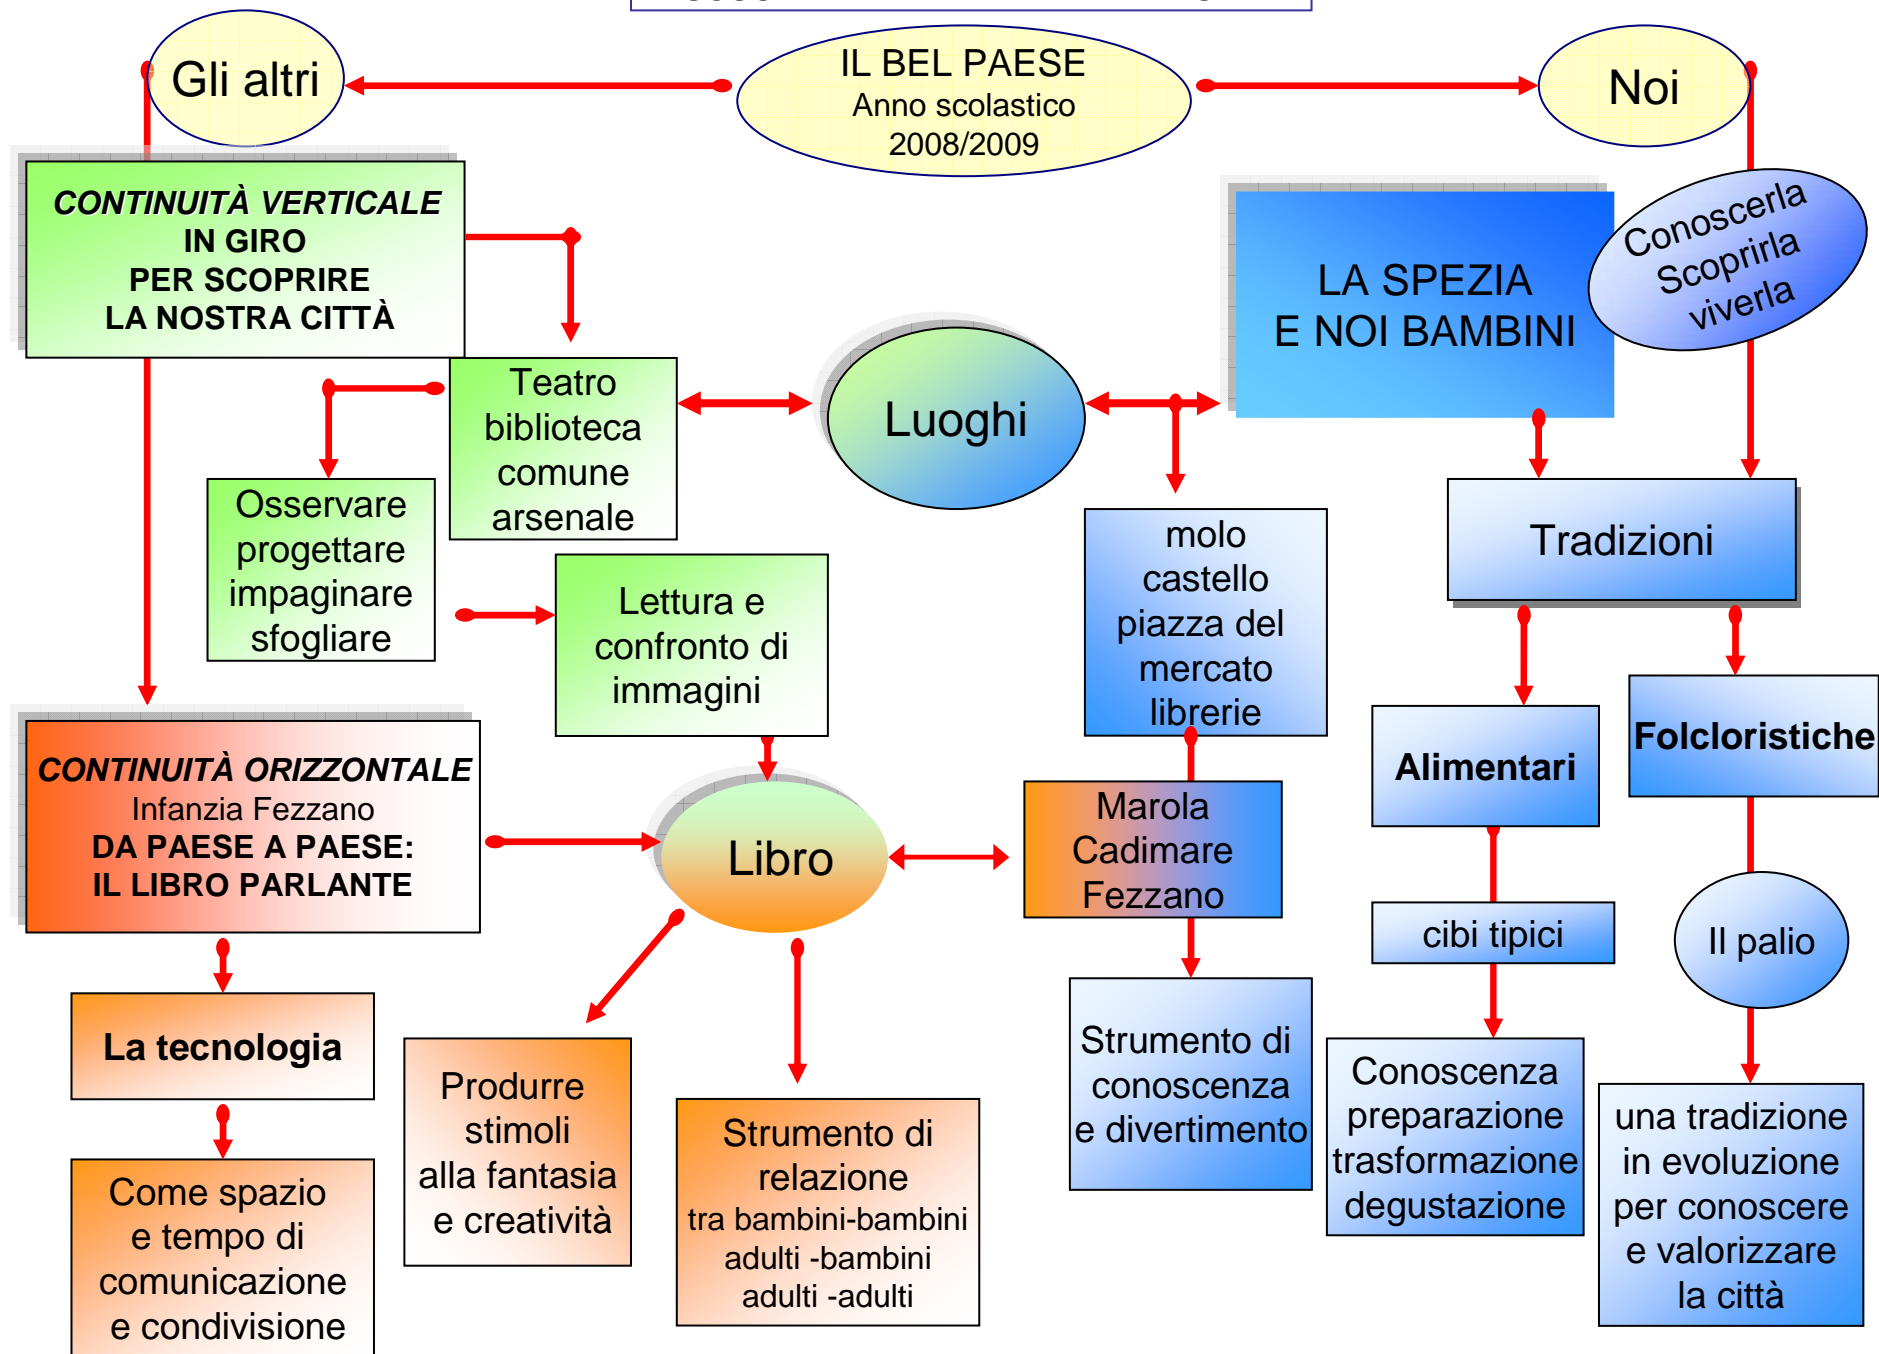 Gli altri
IL BEL PAESE
Anno scolastico
2008/2009
Noi
CONTINUITÀ VERTICALE
IN GIRO
PER SCOPRIRE
LA NOSTRA CITTÀ
LA SPEZIA
E NOI BAMBINI
Conoscerla
Scoprirla
viverla
Teatro
biblioteca
comune
arsenale
Luoghi
Osservare
progettare
impaginare
sfogliare
Lettura e
confronto di
immagini
molo
castello
piazza del
mercato
librerie
Tradizioni
Alimentari
Folcloristiche
CONTINUITÀ ORIZZONTALE
Infanzia Fezzano
DA PAESE A PAESE:
IL LIBRO PARLANTE
Libro
Marola
Cadimare
Fezzano
cibi tipici
Il palio
La tecnologia
Produrre
stimoli
alla fantasia
e creatività
Strumento di
relazione
tra bambini-bambini
adulti -bambini
adulti -adulti
Strumento di
conoscenza
e divertimento
Conoscenza
preparazione
trasformazione
degustazione
una tradizione
in evoluzione
per conoscere
e valorizzare
la città
Come spazio
e tempo di
comunicazione
e condivisione